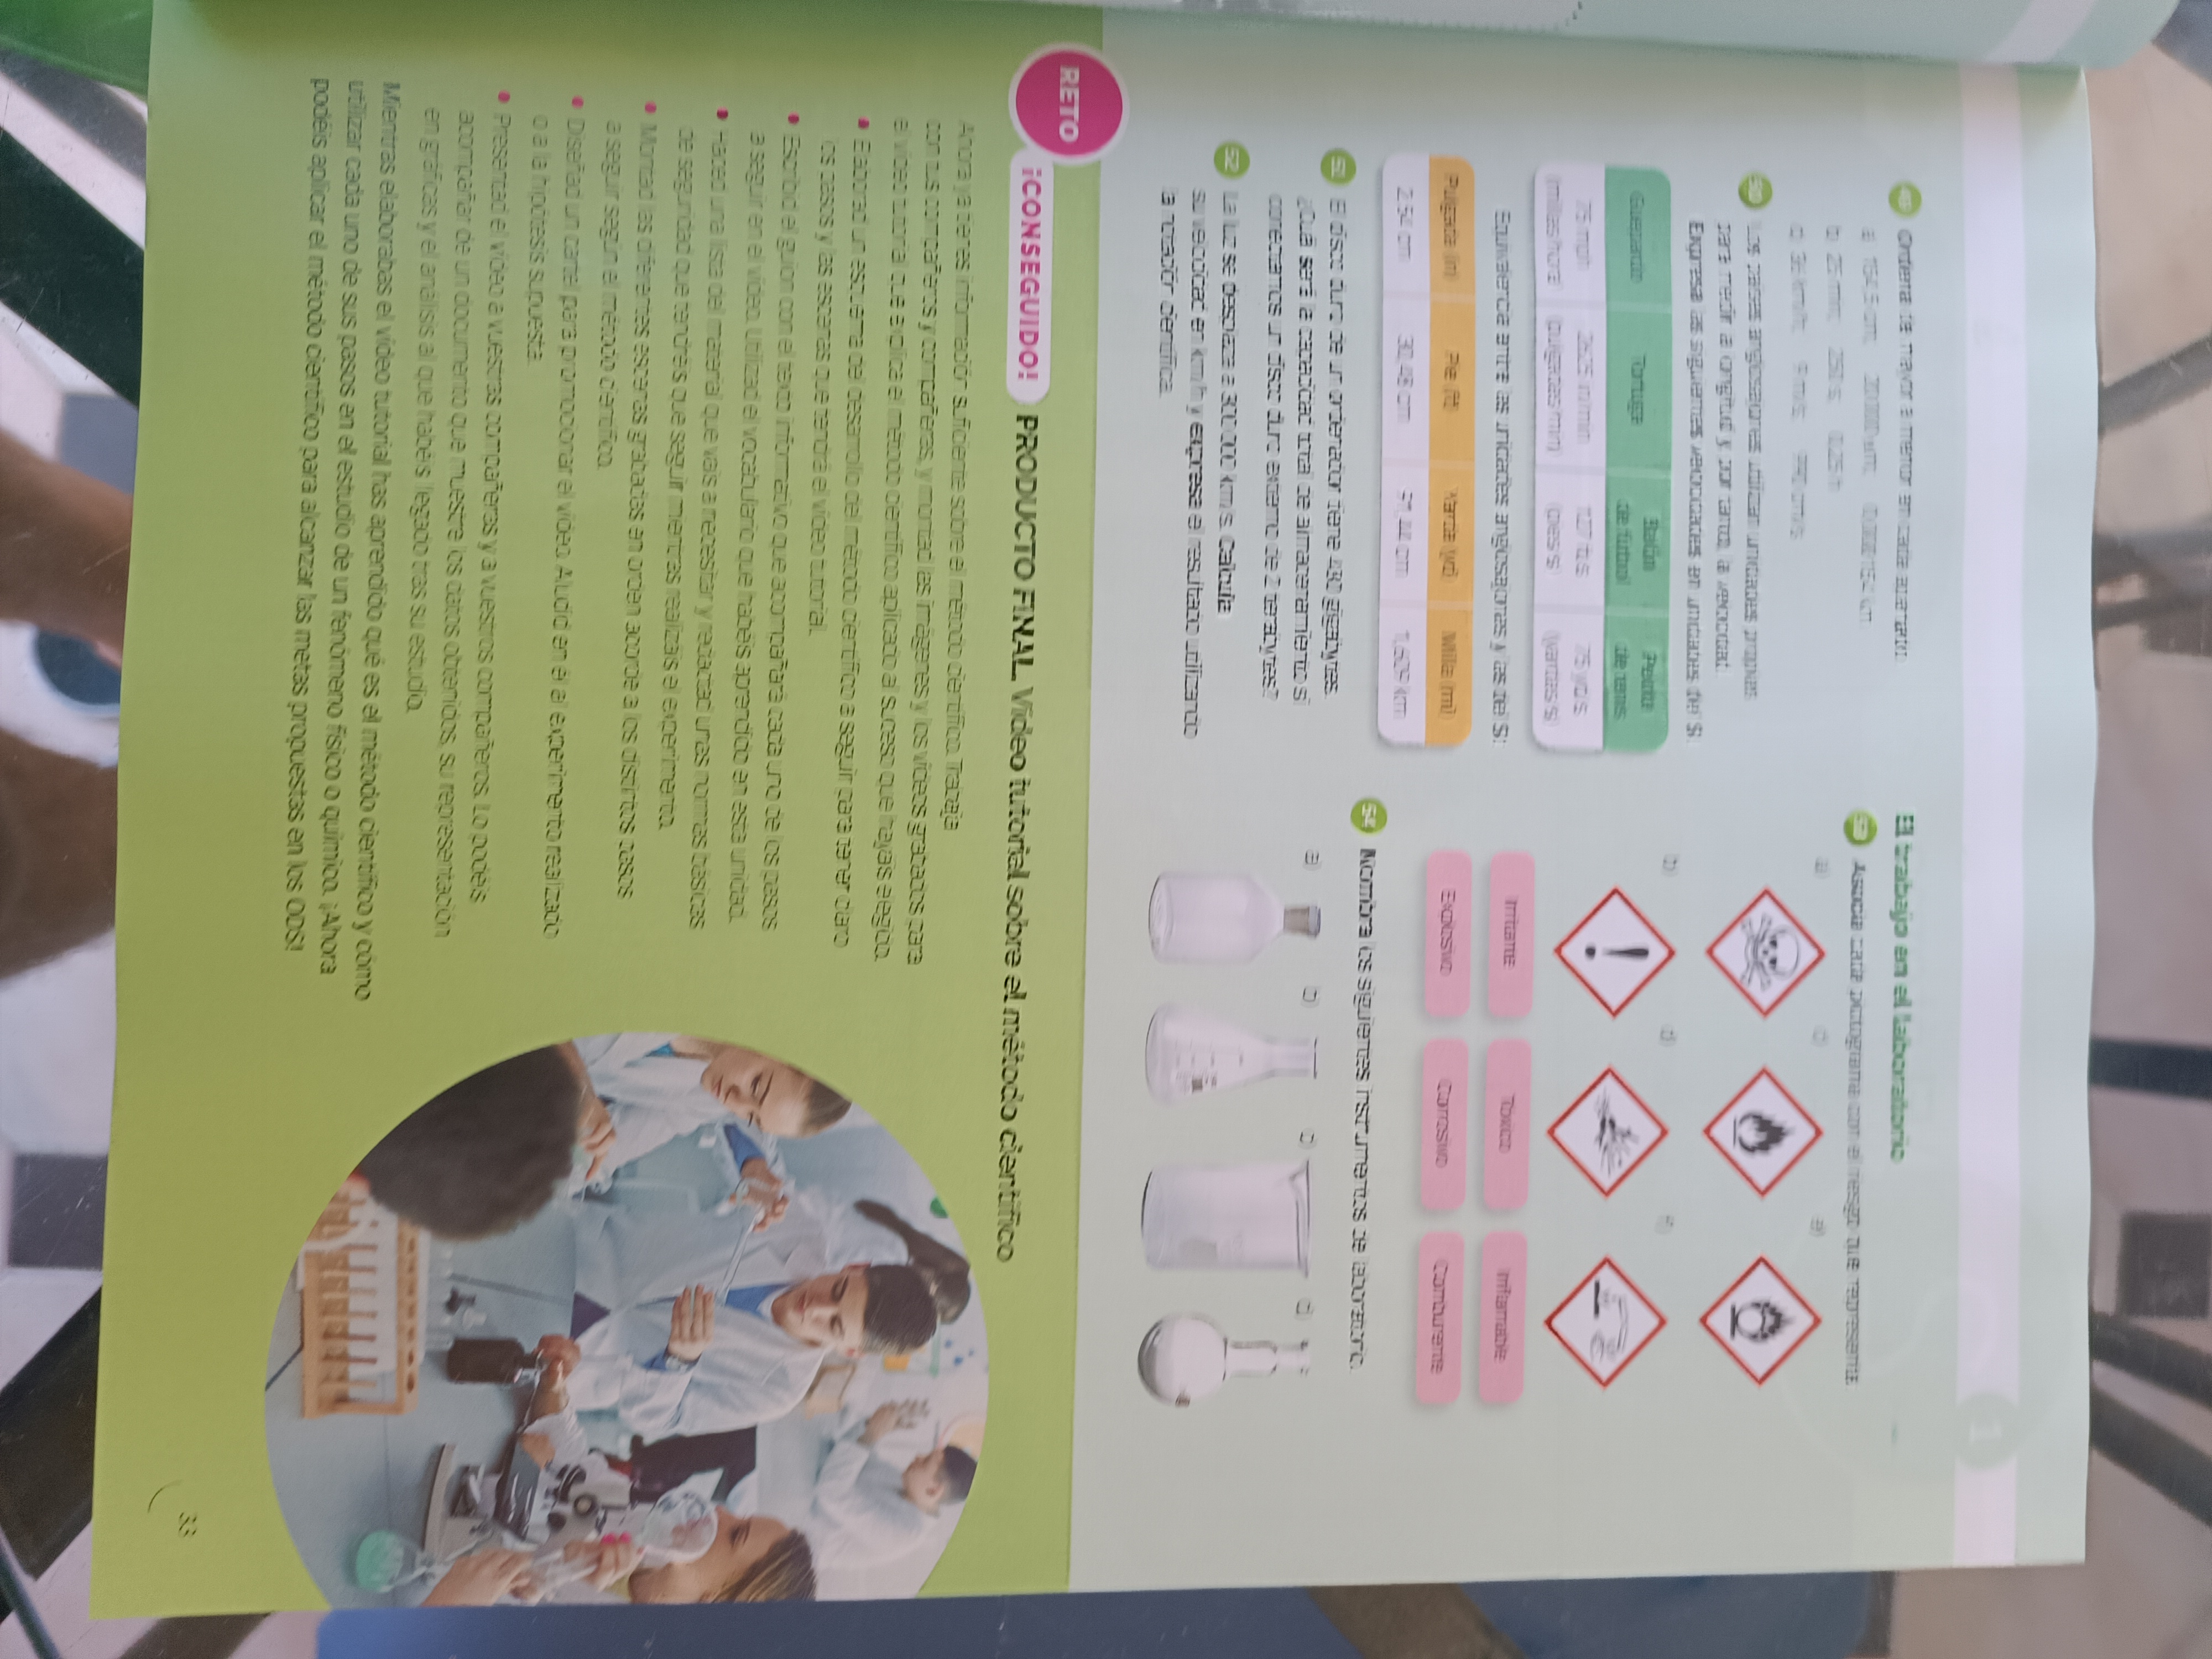 1
49 Ordena de mayor a menor en cada apartado:
a)
b) 25 min; 0,25 h
c) 36 km/h; 9 m/s; cm/s
50 Los países anglosajones utilizan unidades propias
para medir la longitud y, por tanto, la velocidad.
Expresa las siguientes velocidades en unidades del SI.
Guepardo Tortuga Balón de fútbol Pelota de tenis
75 mph (millas/hora) in/min (pulgadas/min) ft/s (pies/s) 75 yd/s (yardas/s)
Equivalencia entre las unidades anglosajonas y las del SI:
Pulgada (in) Pie (ft) Yarda (yd) Milla (mi)
2,54 cm 30,48 cm 91,44 cm 1,609 km
51 El disco duro de un ordenador tiene gigabytes.
¿Cuál será la capacidad total de almacenamiento si
conectamos un disco duro externo de 2 terabytes?
52 La luz se desplaza a 300 000 km/s. Calcula
su velocidad en km/h y expresa el resultado utilizando
la notación científica.
El trabajo en el laboratorio
53 Asocia cada pictograma con el riesgo que representa.
a) c) e)
b) d) f)
Irritante Tóxico Inflamable
Explosivo Corrosivo Comburente
54 Nombra los siguientes instrumentos de laboratorio.
a) b) c) d)
RETO
¡CONSEGUIDO! PRODUCTO FINAL. Vídeo tutorial sobre el método científico
Ahora ya tienes información suficiente sobre el método científico. Trabaja
con tus compañeros y compañeras, y montad las imágenes y los vídeos grabados para
el vídeo tutorial que explica el método científico aplicado al suceso que hayáis elegido.
• Elaborad un esquema del desarrollo del método científico a seguir para tener claro
los pasos y las escenas que tendrá el vídeo tutorial.
• Escribid el guion con el texto informativo que acompañará cada uno de los pasos
a seguir en el vídeo. Utilizad el vocabulario que habéis aprendido en esta unidad.
• Haced una lista del material que vais a necesitar y redactad unas normas básicas
de seguridad que tendréis que seguir mientras realizáis el experimento.
• Montad las diferentes escenas grabadas en orden acorde a los distintos pasos
a seguir según el método científico.
• Diseñad un cartel para promocionar el vídeo. Aludid en él al experimento realizado
o a la hipótesis supuesta.
• Presentad el vídeo a vuestras compañeras y a vuestros compañeros. Lo podéis
acompañar de un documento que muestre los datos obtenidos, su representación
en gráficas y el análisis al que habéis llegado tras su estudio.
Mientras elaborabas el vídeo tutorial has aprendido qué es el método científico y cómo
utilizar cada uno de sus pasos en el estudio de un fenómeno físico o químico. ¡Ahora
podéis aplicar el método científico para alcanzar las metas propuestas en los ODS!
33